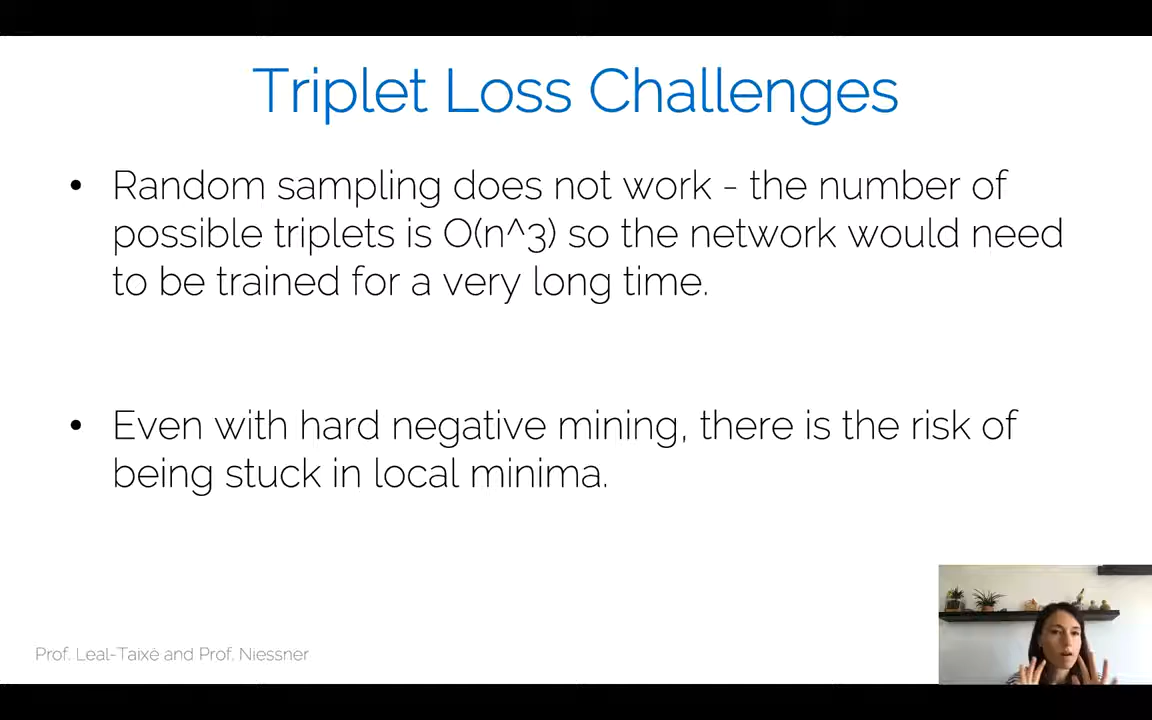 Triplet Loss Challenges
• Random sampling does not work - the number of
possible triplets is O(n^3) so the network would need
to be trained for a very long time.
• Even with hard negative mining, there is the risk of
being stuck in local minima.
Prof. Leal-Taixé and Prof. Niessner